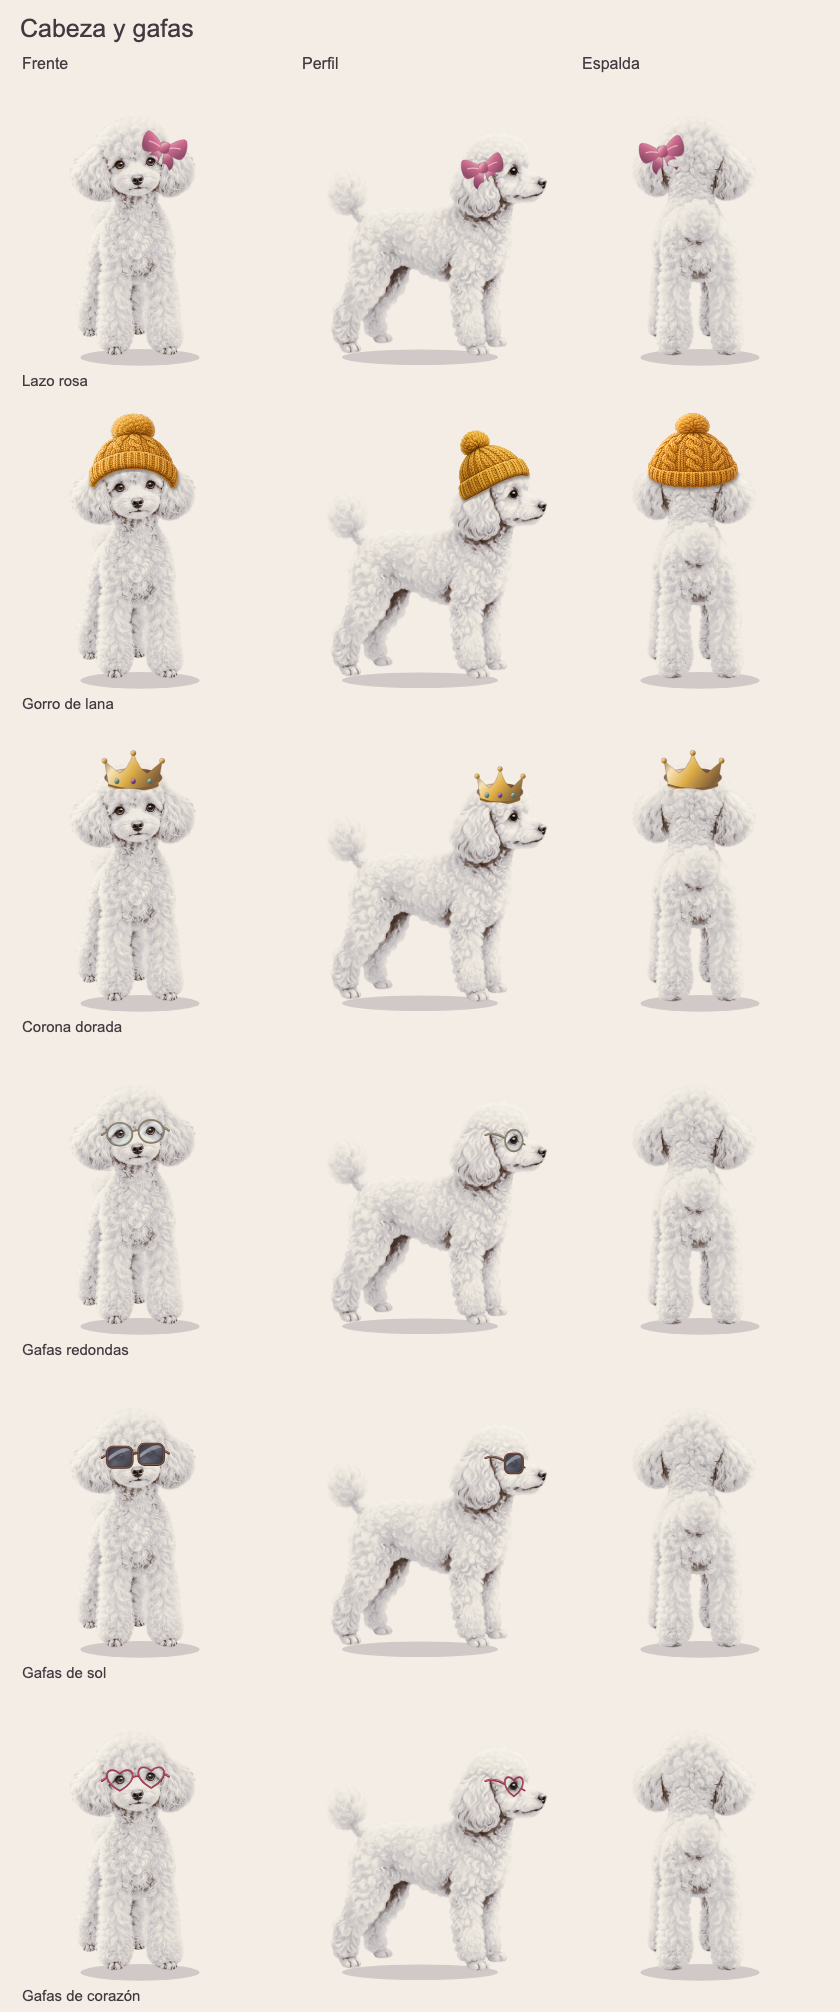 Cabeza y gafas
Frente
Perfil
Espalda
Lazo rosa
Gorro de lana
Corona dorada
Gafas redondas
Gafas de sol
Gafas de corazón